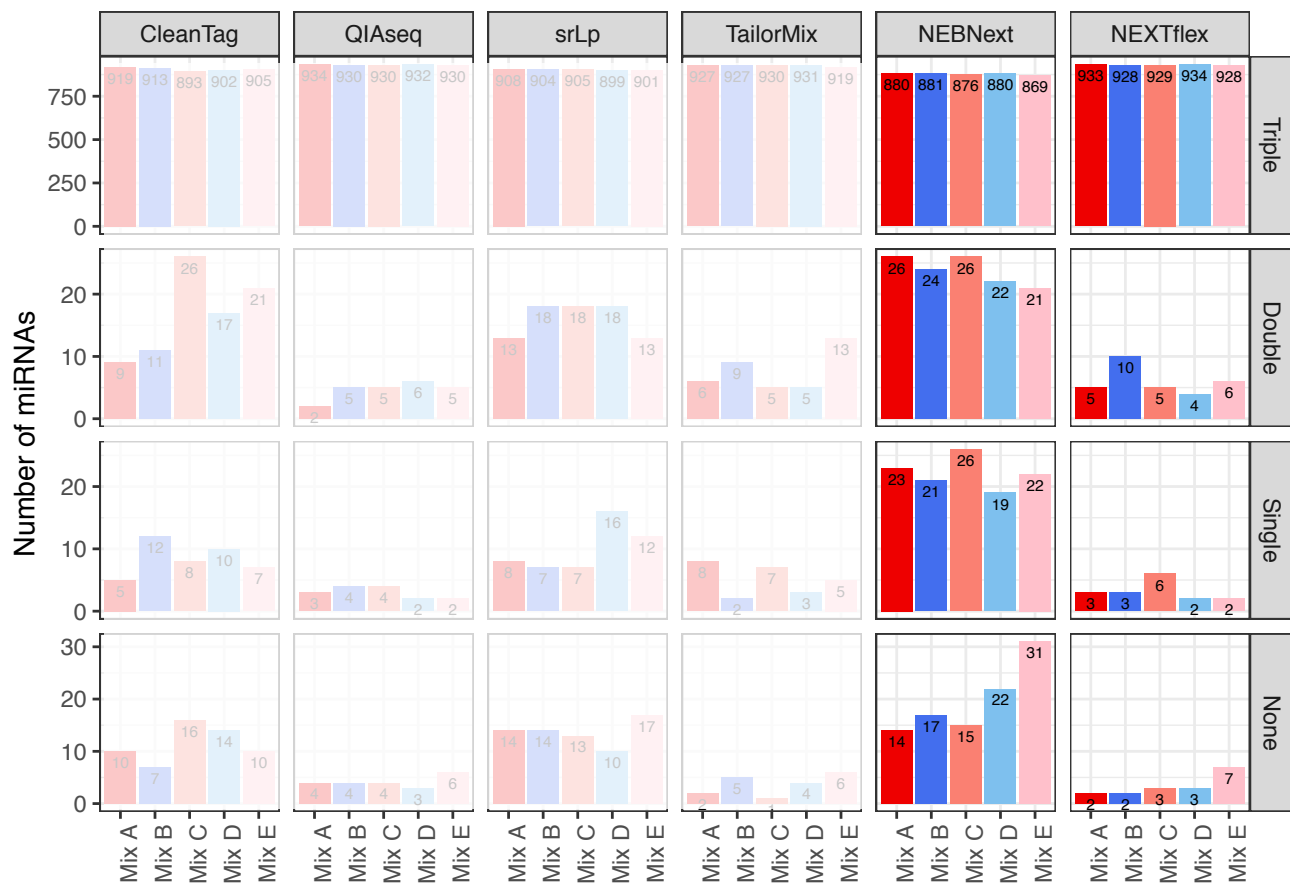 CleanTag QIAseq srLp TailorMix NEBNext NEXTflex
Number of miRNAs
750
500
250
0
919 913 893 902 905
934 930 930 932 930
908 904 905 899 901
927 927 930 931 919
880 881 876 880 869
933 928 929 934 928
Triple
20
10
0
9 11 26 17 21
2 5 5 6 5
13 18 18 18 13
6 9 5 5 13
26 24 26 22 21
5 10 5 4 6
Double
20
10
0
5 12 8 10 7
3 4 4 2 2
8 7 7 16 12
8 2 7 3 5
23 21 26 19 22
3 3 6 2 2
Single
30
20
10
0
10 7 16 14 10
4 4 4 3 6
14 14 13 10 17
2 5 1 4 6
14 17 15 22 31
2 2 3 3 7
None
Mix A Mix B Mix C Mix D Mix E
Mix A Mix B Mix C Mix D Mix E
Mix A Mix B Mix C Mix D Mix E
Mix A Mix B Mix C Mix D Mix E
Mix A Mix B Mix C Mix D Mix E
Mix A Mix B Mix C Mix D Mix E